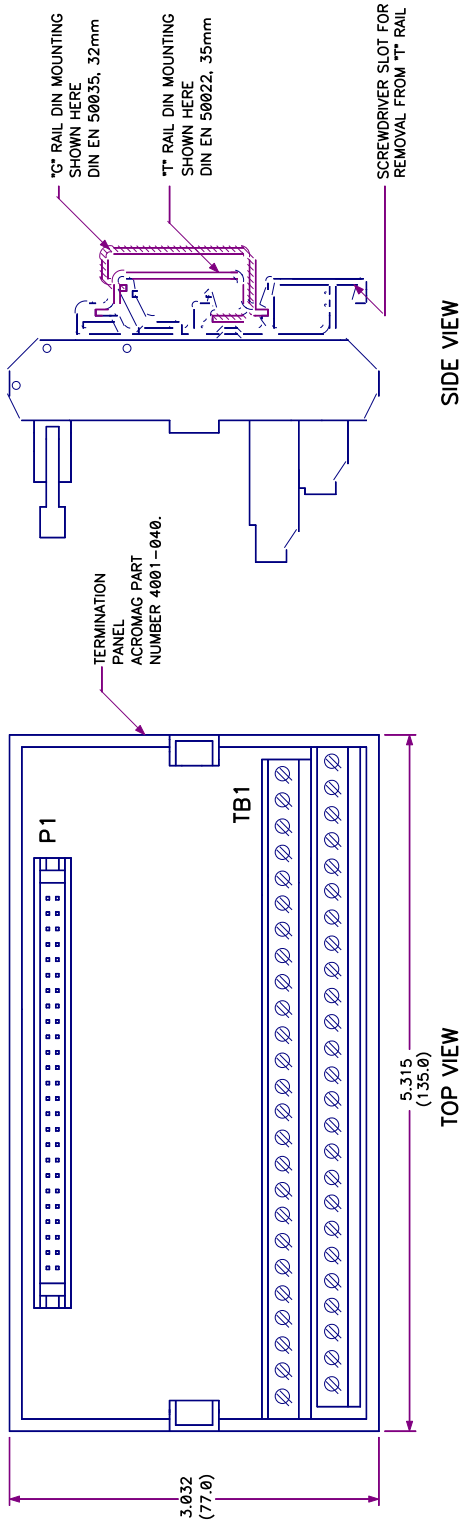 3.032
(77.0)
P1
TB1
5.315
(135.0)
TOP VIEW
TERMINATION
PANEL
ACROMAG PART
NUMBER 4001-040.
"G" RAIL DIN MOUNTING
SHOWN HERE
DIN EN 50035, 32mm
"T" RAIL DIN MOUNTING
SHOWN HERE
DIN EN 50022, 35mm
SCREWDRIVER SLOT FOR
REMOVAL FROM "T" RAIL
SIDE VIEW